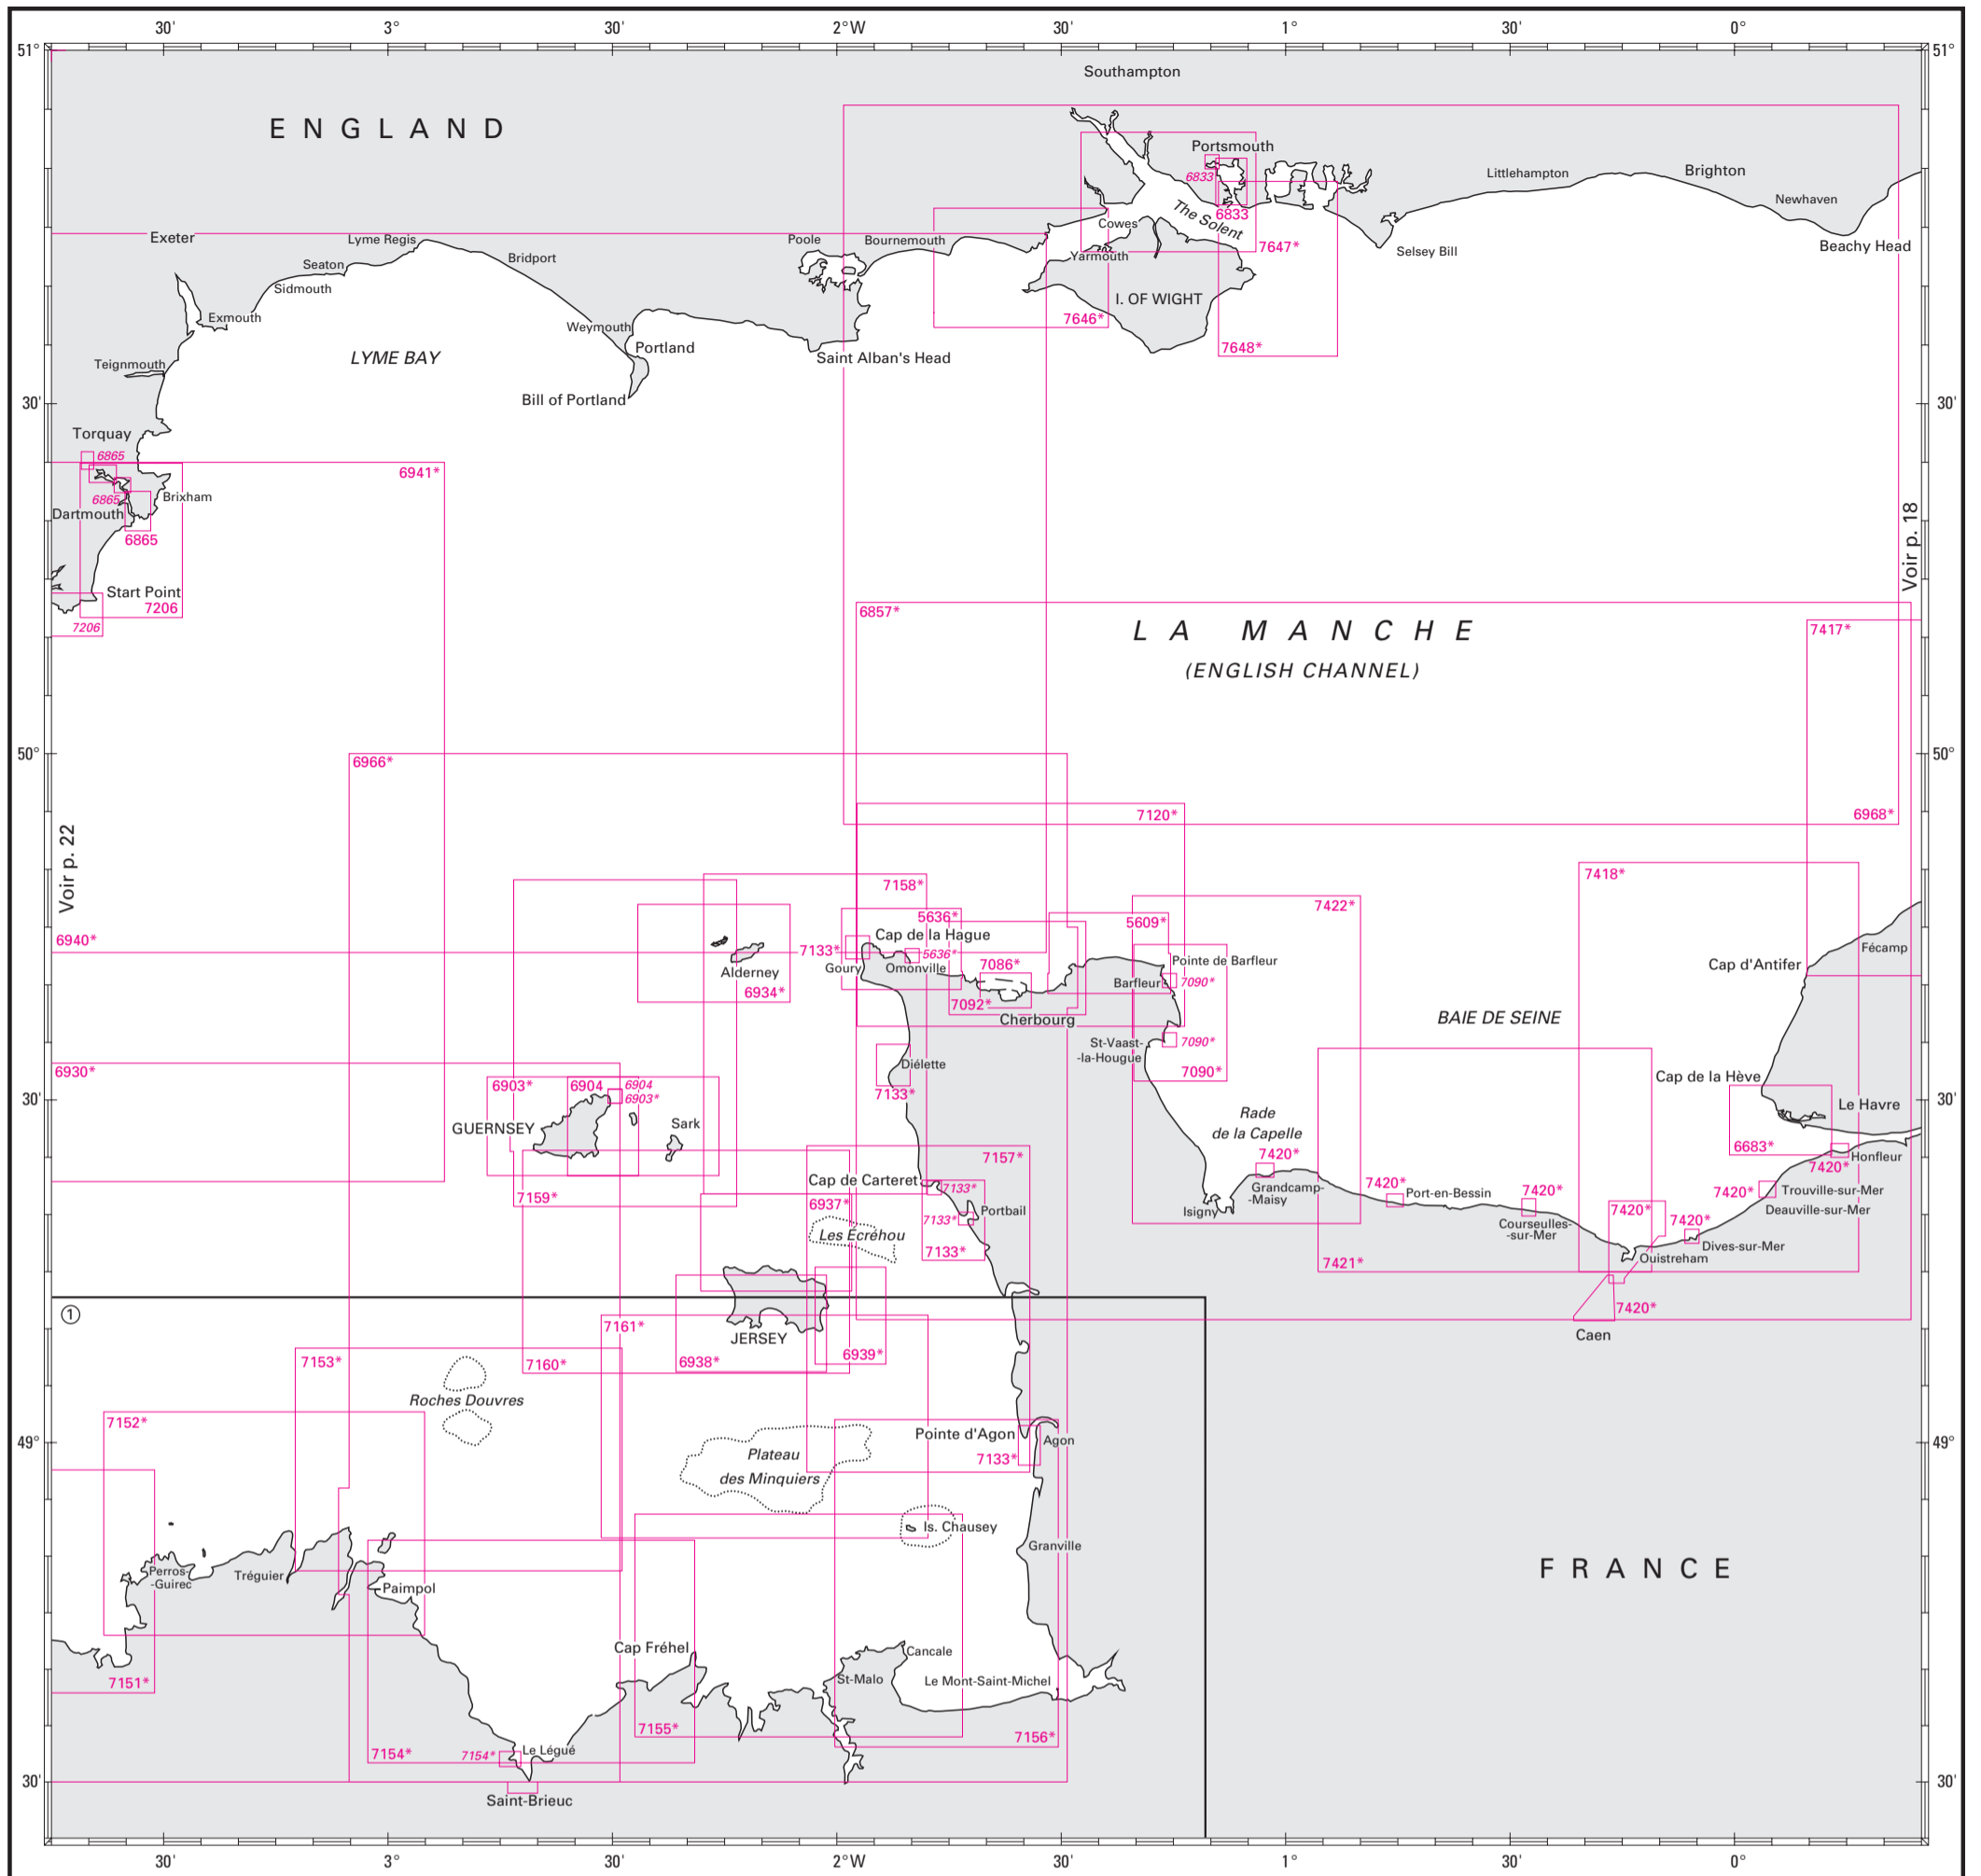 30'
3°
30'
2°W
30'
1°
30'
0°
51°
51°
Southampton
ENGLAND
Portsmouth
6833
6833
Littlehampton
Brighton
Newhaven
Beachy Head
The Solent
Cowes
7647*
Selsey Bill
Exeter
Lyme Regis
Poole
Bournemouth
Yarmouth
Seaton
Bridport
Sidmouth
I. OF WIGHT
Exmouth
Weymouth
7646*
7648*
LYME BAY
Portland
Saint Alban's Head
Teignmouth
Bill of Portland
30'
30'
Torquay
6865
6941*
6865
Brixham
Dartmouth
6865
Voir p. 18
Start Point
7206
7206
6857*
LA MANCHE
(ENGLISH CHANNEL)
7417*
50°
50°
6966*
7120*
6968*
Voir p. 22
7158*
7418*
7422*
5636*
5609*
6940*
Cap de la Hague
7133*
5636*
Goury
Omonville
Pointe de Barfleur
Fécamp
Cap d'Antifer
Alderney
7086*
Barfleur
7090*
6934*
7092*
Cherbourg
BAIE DE SEINE
St-Vaast-
-la-Hougue
7090*
Diélette
7090*
6930*
7133*
Cap de la Hève
6903*
6904
6904
6903*
30'
30'
Le Havre
GUERNSEY
Sark
Rade
de la Capelle
7157*
6683*
7420*
Honfleur
7420*
Cap de Carteret
7133*
Grandcamp-
-Maisy
7420*
Port-en-Bessin
7420*
7420*
Trouville-sur-Mer
Deauville-sur-Mer
7159*
6937*
Portbail
7133*
Isigny
Courseulles-
-sur-Mer
7420*
7420*
Les Ecréhou
7133*
Dives-sur-Mer
Ouistreham
7421*
1
7420*
Caen
7161*
JERSEY
7153*
7160*
6938*
6939*
Roches Douvres
7152*
Pointe d'Agon
Agon
49°
49°
Plateau
des Minquiers
7133*
Is. Chausey
Granville
Perros-
-Guirec
Tréguier
Paimpol
FRANCE
Cap Fréhel
Cancale
7151*
St-Malo
Le Mont-Saint-Michel
7155*
7156*
7154*
7154*
Le Légué
30'
30'
Saint-Brieuc
30'
3°
30'
2°W
30'
1°
30'
0°